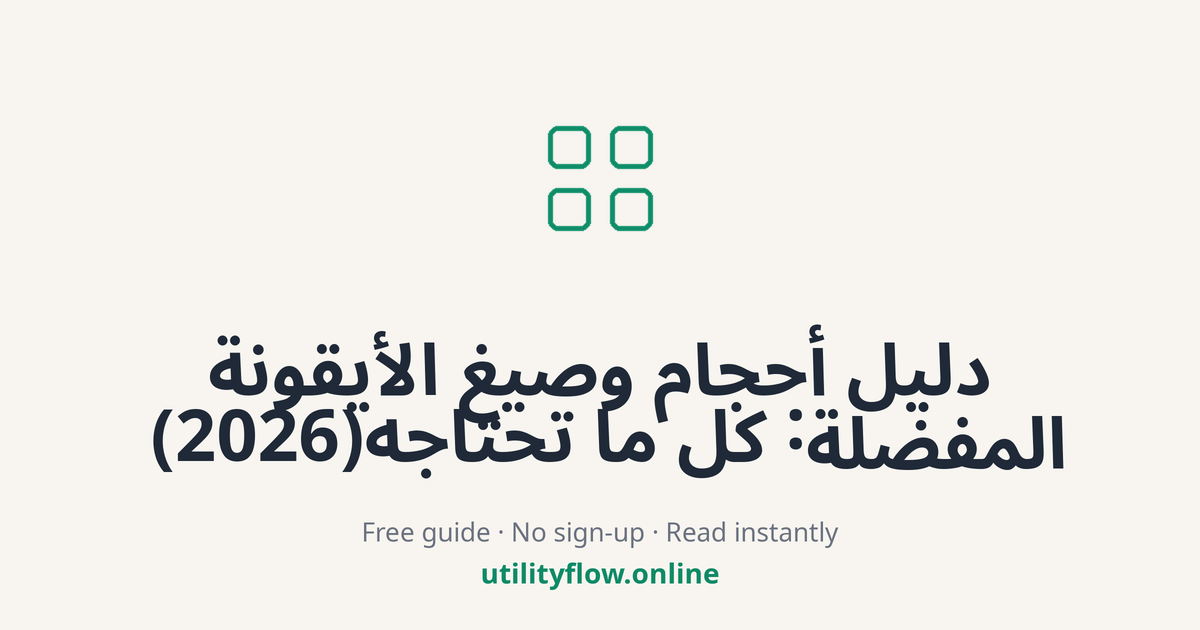 دليل أحجام وصيغ الأيقونة
المفضلة: كل ما تحتاجه(2026)
Free guide · No sign-up · Read instantly
utilityflow.online